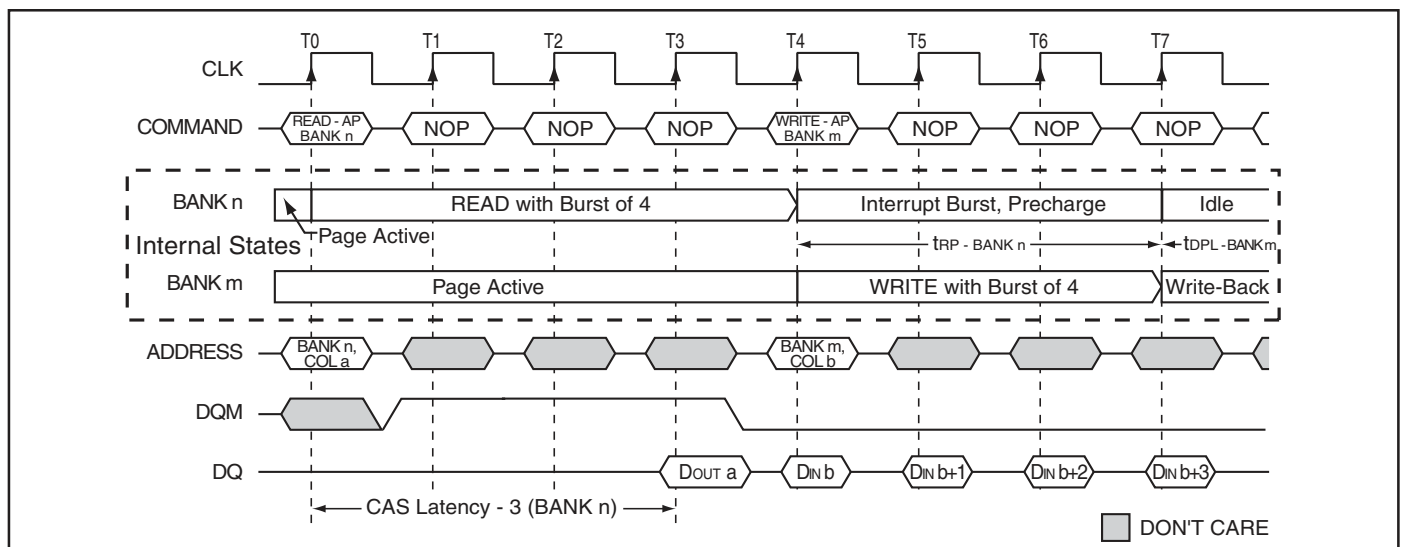 T0 T1 T2 T3 T4 T5 T6 T7
CLK
COMMAND READ - AP BANK n NOP NOP NOP WRITE - AP BANK m NOP NOP NOP
BANK n READ with Burst of 4 Interrupt Burst, Precharge Idle
Internal States Page Active tRP - BANK n tDPL - BANK m
BANK m Page Active WRITE with Burst of 4 Write-Back
ADDRESS BANK n, COL a BANK m, COL b
DQM
DQ DOUT a DIN b DIN b+1 DIN b+2 DIN b+3
CAS Latency - 3 (BANK n)
DON'T CARE